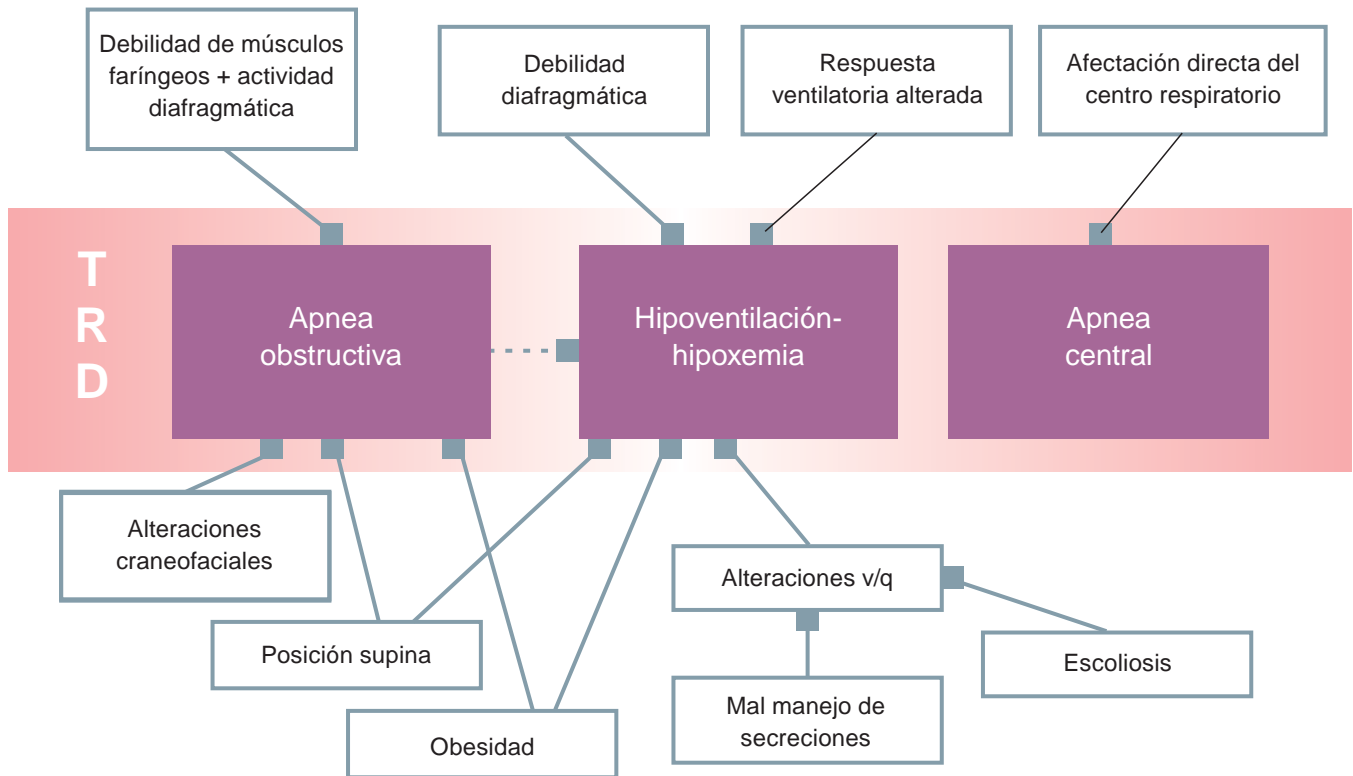 Debilidad de músculos
faríngeos + actividad
diafragmática
Debilidad
diafragmática
Respuesta
ventilatoria alterada
Afectación directa del
centro respiratorio
T
R
D
Apnea
obstructiva
Hipoventilación-
hipoxemia
Apnea
central
Alteraciones
craneofaciales
Posición supina
Obesidad
Alteraciones v/q
Mal manejo de
secreciones
Escoliosis